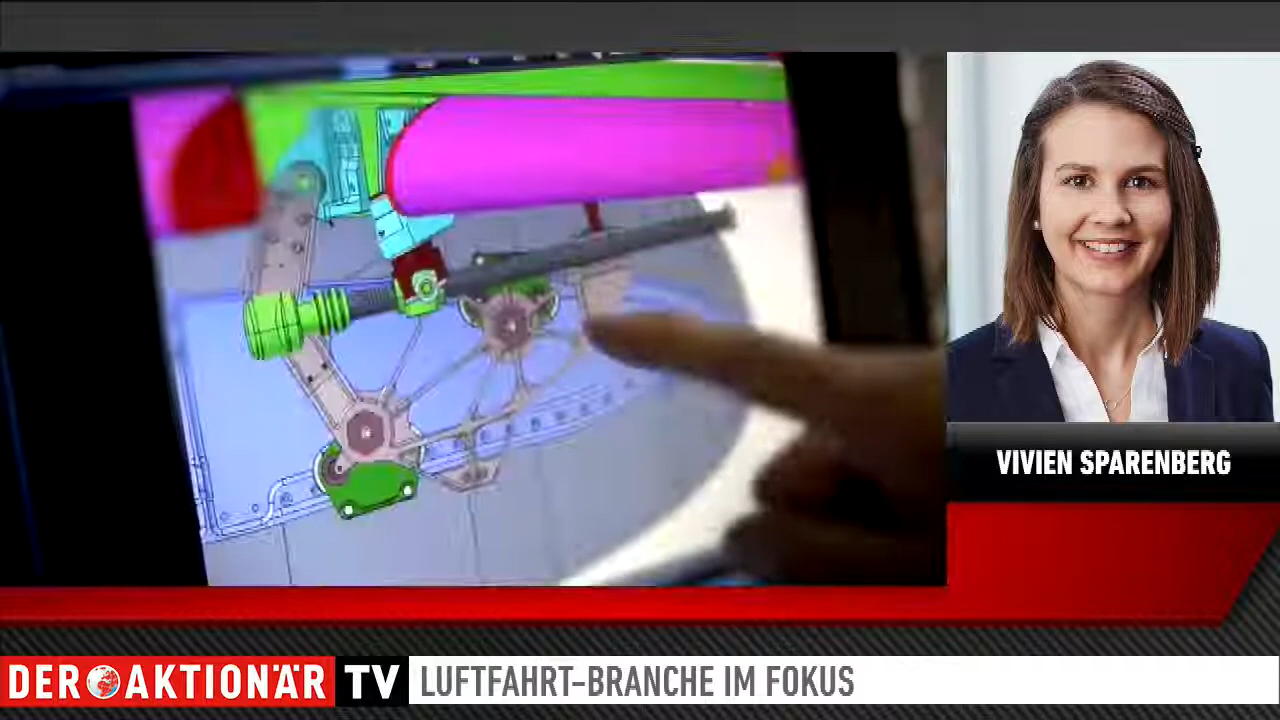 VIVIEN SPARENBERG
DER AKTIONÄR TV
LUFTFAHRT-BRANCHE IM FOKUS